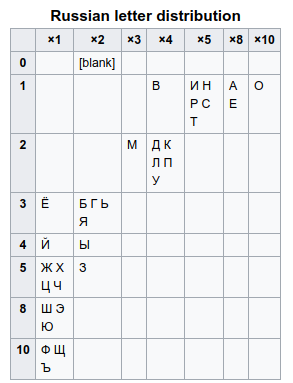 Russian letter distribution
×1 ×2 ×3 ×4 ×5 ×8 ×10
0 [blank]
1 В И Н А О
Р С Е
Т
2 М Д К
Л П
У
3 Ё Б Г Ь
Я
4 Й Ы
5 Ж Х З
Ц Ч
8 Ш Э
Ю
10 Ф Щ
Ъ